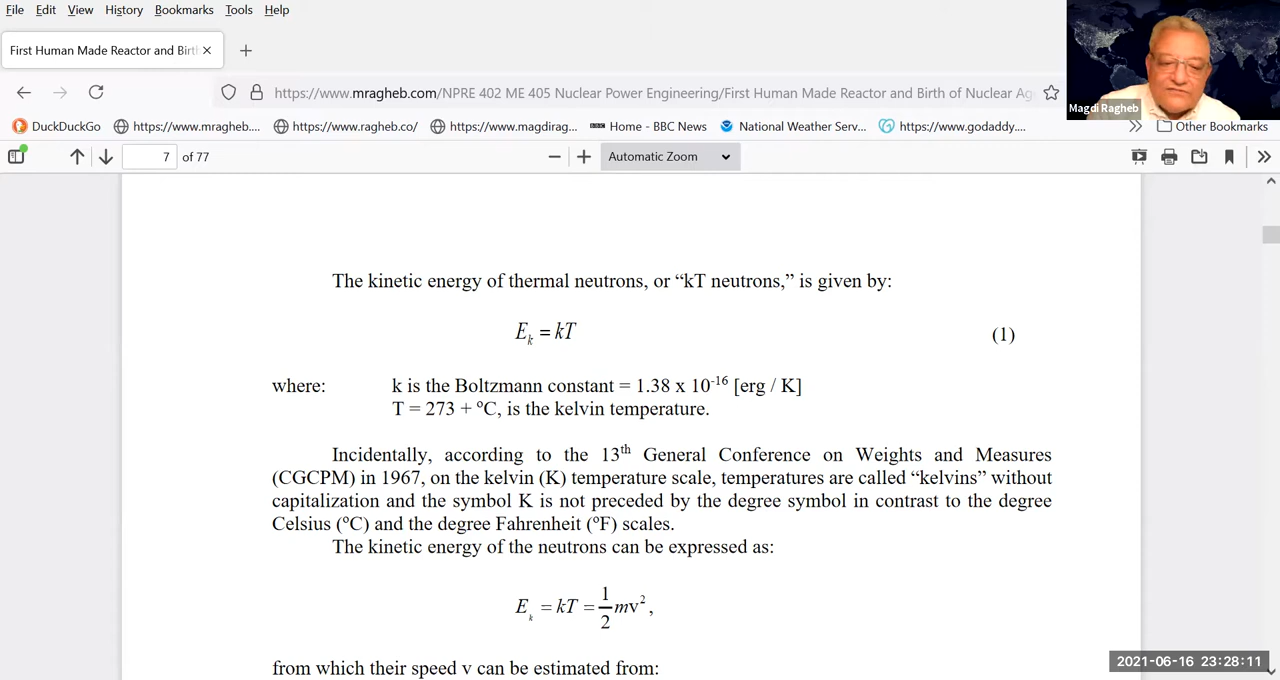 File Edit View History Bookmarks Tools Help
First Human Made Reactor and Birt
https://www.mragheb.com/NPRE 402 ME 405 Nuclear Power Engineering/First Human Made Reactor and Birth of Nuclear Ag
DuckDuckGo https://www.mragheb.... https://www.ragheb.co/ https://www.magdirag... BBC Home - BBC News National Weather Serv... https://www.godaddy.... Other Bookmarks
Magdi Ragheb
7 of 77 Automatic Zoom
The kinetic energy of thermal neutrons, or “kT neutrons,” is given by:
E_k = kT (1)
where: k is the Boltzmann constant = 1.38 x 10^-16 [erg / K]
T = 273 + ºC, is the kelvin temperature.
Incidentally, according to the 13th General Conference on Weights and Measures
(CGCPM) in 1967, on the kelvin (K) temperature scale, temperatures are called “kelvins” without
capitalization and the symbol K is not preceded by the degree symbol in contrast to the degree
Celsius (ºC) and the degree Fahrenheit (ºF) scales.
The kinetic energy of the neutrons can be expressed as:
E_k = kT = 1/2 mv²,
from which their speed v can be estimated from:
2021-06-16 23:28:11